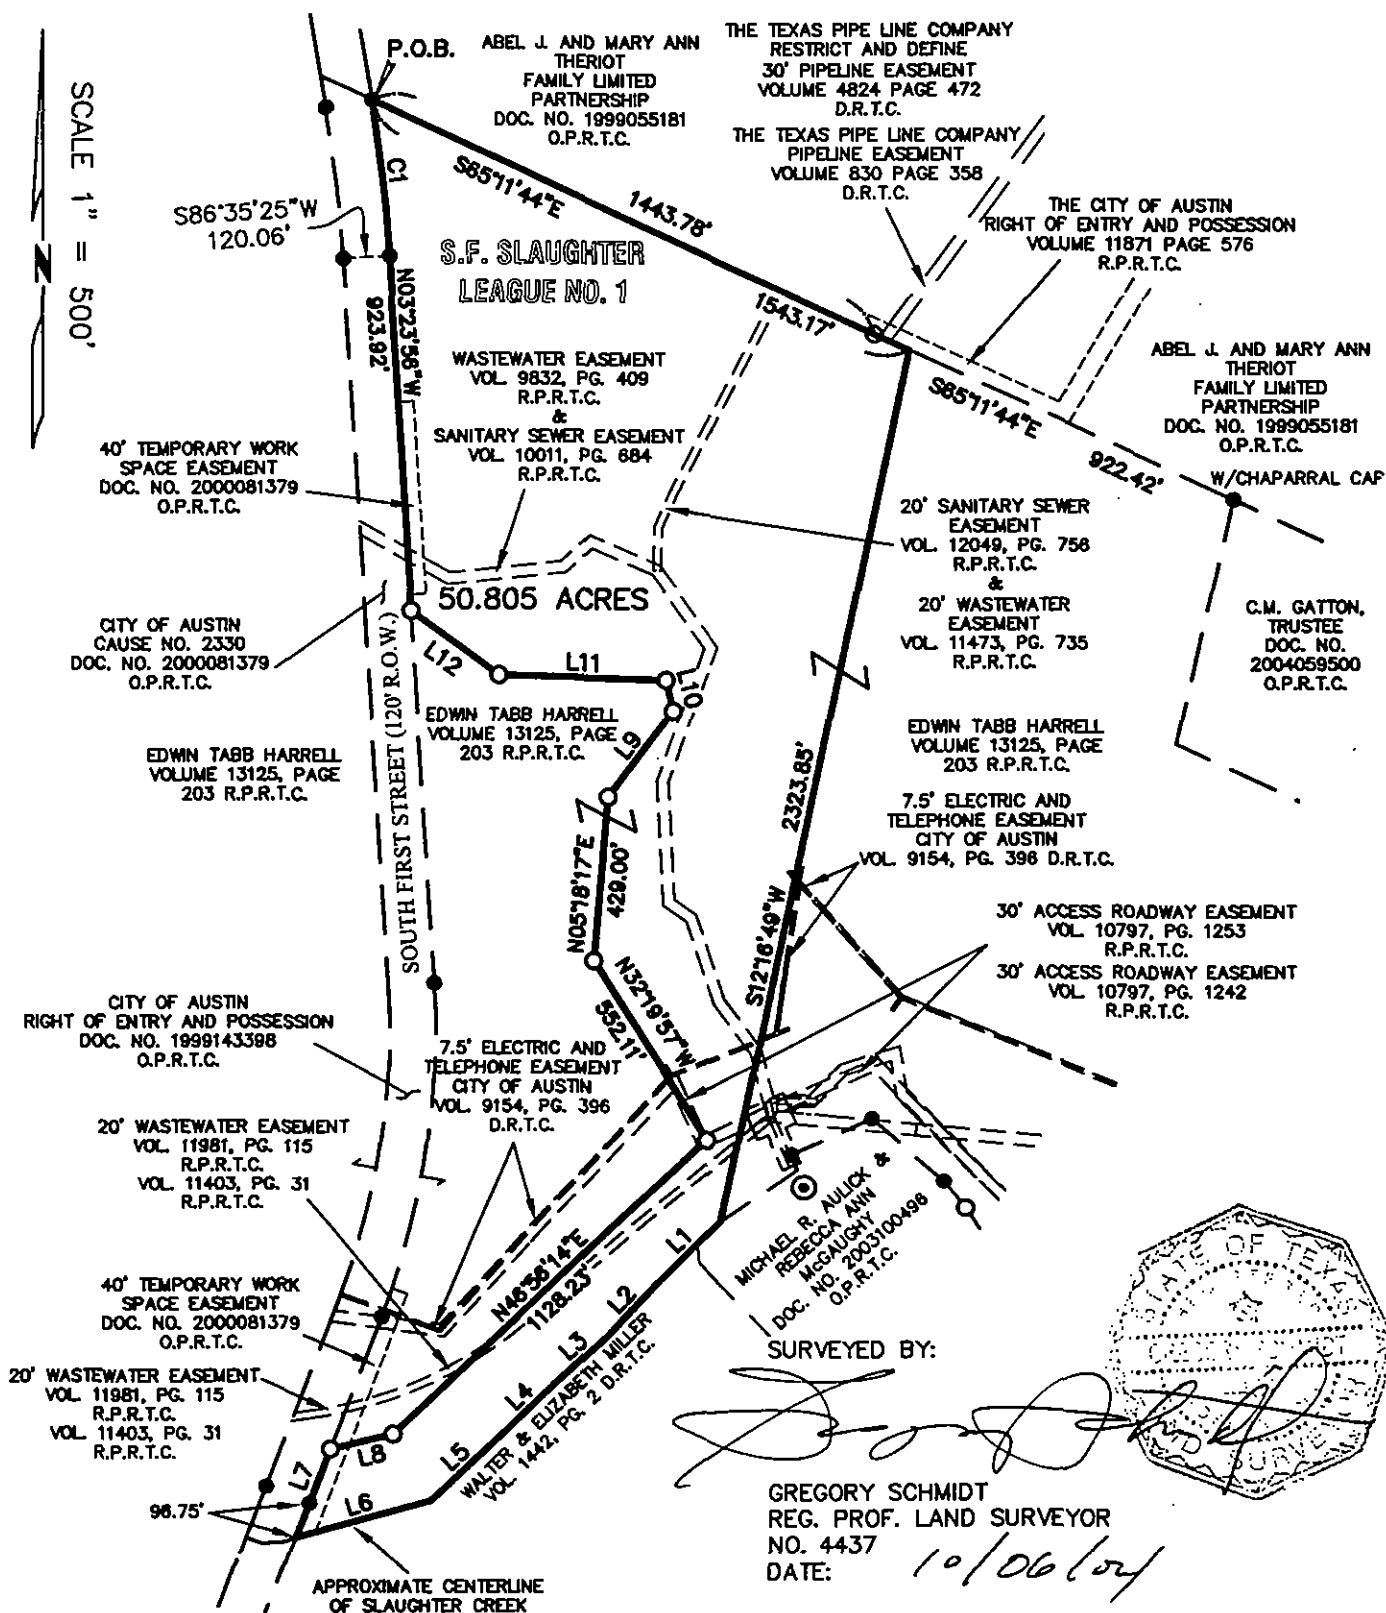 P.O.B.
ABEL J. AND MARY ANN
THERIOT
FAMILY LIMITED
PARTNERSHIP
DOC. NO. 1999055181
O.P.R.T.C.
THE TEXAS PIPE LINE COMPANY
RESTRICT AND DEFINE
30' PIPELINE EASEMENT
VOLUME 4824 PAGE 472
D.R.T.C.
THE TEXAS PIPE LINE COMPANY
PIPELINE EASEMENT
VOLUME 830 PAGE 358
D.R.T.C.
SCALE 1" = 500'
N
C1
S65°11'44"E
1443.78'
1543.17'
S86°35'25"W
120.06'
S.F. SLAUGHTER
LEAGUE NO. 1
THE CITY OF AUSTIN
RIGHT OF ENTRY AND POSSESSION
VOLUME 11871 PAGE 576
R.P.R.T.C.
N03°23'56"W
923.92'
ABEL J. AND MARY ANN
THERIOT
FAMILY LIMITED
PARTNERSHIP
DOC. NO. 1999055181
O.P.R.T.C.
S65°11'44"E
922.42'
W/CHAPARRAL CAP
WASTEWATER EASEMENT
VOL. 9832, PG. 409
R.P.R.T.C.
&
SANITARY SEWER EASEMENT
VOL. 10011, PG. 684
R.P.R.T.C.
40' TEMPORARY WORK
SPACE EASEMENT
DOC. NO. 2000081379
O.P.R.T.C.
20' SANITARY SEWER
EASEMENT
VOL. 12049, PG. 756
R.P.R.T.C.
&
20' WASTEWATER
EASEMENT
VOL. 11473, PG. 735
R.P.R.T.C.
50.805 ACRES
CITY OF AUSTIN
CAUSE NO. 2330
DOC. NO. 2000081379
O.P.R.T.C.
C.M. GATTON,
TRUSTEE
DOC. NO.
2004059500
O.P.R.T.C.
L12
L11
L10
L9
SOUTH FIRST STREET (120' R.O.W.)
EDWIN TABB HARRELL
VOLUME 13125, PAGE
203 R.P.R.T.C.
EDWIN TABB HARRELL
VOLUME 13125, PAGE
203 R.P.R.T.C.
EDWIN TABB HARRELL
VOLUME 13125, PAGE
203 R.P.R.T.C.
2323.85'
S12°16'49"W
7.5' ELECTRIC AND
TELEPHONE EASEMENT
CITY OF AUSTIN
VOL. 9154, PG. 396 D.R.T.C.
N05°18'17"E
429.00'
30' ACCESS ROADWAY EASEMENT
VOL. 10797, PG. 1253
R.P.R.T.C.
30' ACCESS ROADWAY EASEMENT
VOL. 10797, PG. 1242
R.P.R.T.C.
N32°19'57"W
552.11'
CITY OF AUSTIN
RIGHT OF ENTRY AND POSSESSION
DOC. NO. 1999143398
O.P.R.T.C.
7.5' ELECTRIC AND
TELEPHONE EASEMENT
CITY OF AUSTIN
VOL. 9154, PG. 396
D.R.T.C.
20' WASTEWATER EASEMENT
VOL. 11981, PG. 115
R.P.R.T.C.
VOL. 11403, PG. 31
R.P.R.T.C.
N46°56'14"E
1128.23'
L1
L2
L3
L4
L5
L6
L7
L8
MICHAEL R. AULICK &
REBECCA ANN
McGAUGHY
DOC. NO. 2003100498
O.P.R.T.C.
40' TEMPORARY WORK
SPACE EASEMENT
DOC. NO. 2000081379
O.P.R.T.C.
20' WASTEWATER EASEMENT
VOL. 11981, PG. 115
R.P.R.T.C.
VOL. 11403, PG. 31
R.P.R.T.C.
WALTER & ELIZABETH MILLER
VOL. 1442, PG. 2 D.R.T.C.
96.75'
APPROXIMATE CENTERLINE
OF SLAUGHTER CREEK
SURVEYED BY:
STATE OF TEXAS
GREGORY SCHMIDT
REG. PROF. LAND SURVEYOR
NO. 4437
DATE: 10/06/04